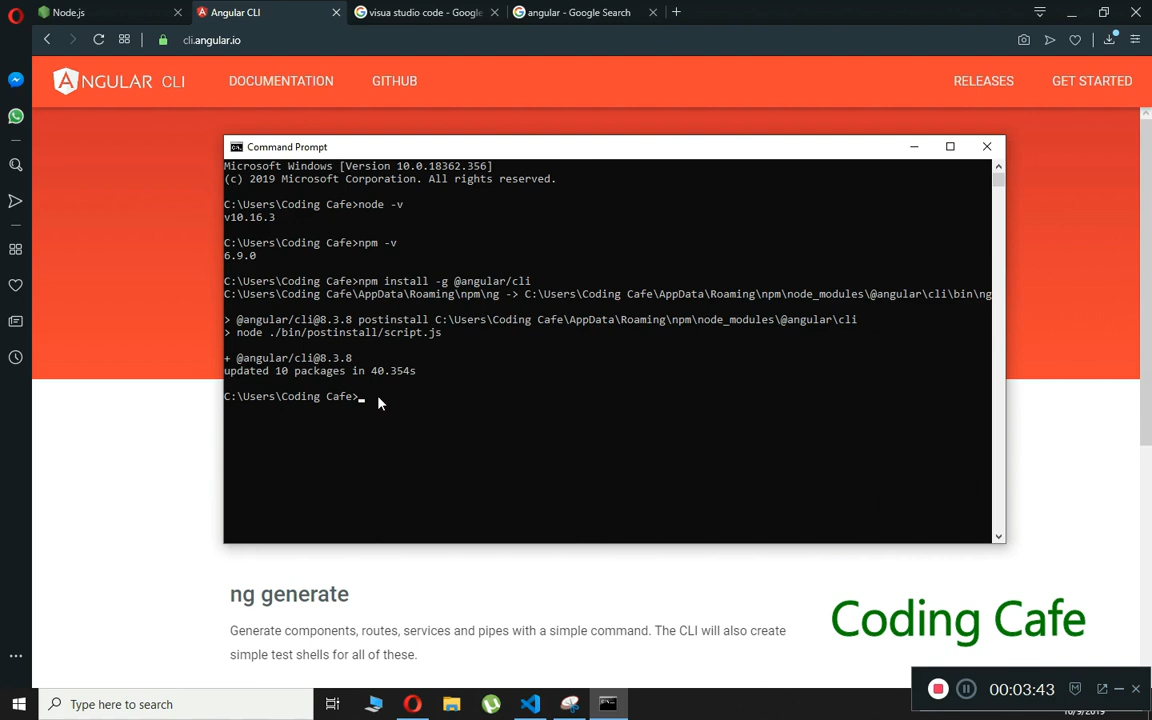 Node.js
Angular CLI
visua studio code - Google
angular - Google Search
cli.angular.io
NGULAR CLI
DOCUMENTATION
GITHUB
RELEASES
GET STARTED
Command Prompt
Microsoft Windows [Version 10.0.18362.356]
(c) 2019 Microsoft Corporation. All rights reserved.
C:\Users\Coding Cafe>node -v
v10.16.3
C:\Users\Coding Cafe>npm -v
6.9.0
C:\Users\Coding Cafe>npm install -g @angular/cli
C:\Users\Coding Cafe\AppData\Roaming\npm\ng -> C:\Users\Coding Cafe\AppData\Roaming\npm\node_modules\@angular\cli\bin\ng
> @angular/cli@8.3.8 postinstall C:\Users\Coding Cafe\AppData\Roaming\npm\node_modules\@angular\cli
> node ./bin/postinstall/script.js
+ @angular/cli@8.3.8
updated 10 packages in 40.354s
C:\Users\Coding Cafe>
ng generate
Generate components, routes, services and pipes with a simple command. The CLI will also create
simple test shells for all of these.
Coding Cafe
00:03:43
Type here to search